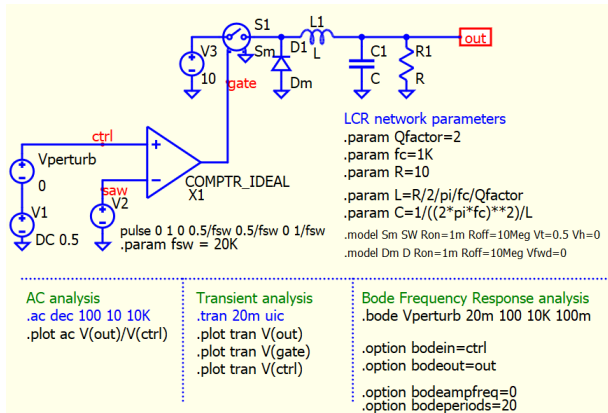 S1
L1
V3
Sm
D1
L
C1
R1
out
10
gate
Dm
C
R
ctrl
Vperturb
+
0
−
COMPTR_IDEAL
X1
saw
V2
V1
DC 0.5
pulse 0 1 0 0.5/fsw 0.5/fsw 0 1/fsw
.param fsw = 20K
LCR network parameters
.param Qfactor=2
.param fc=1K
.param R=10
.param L=R/2/pi/fc/Qfactor
.param C=1/((2*pi*fc)**2)/L
.model Sm SW Ron=1m Roff=10Meg Vt=0.5 Vh=0
.model Dm D Ron=1m Roff=10Meg Vfwd=0
AC analysis
.ac dec 100 10 10K
.plot ac V(out)/V(ctrl)
Transient analysis
.tran 20m uic
.plot tran V(out)
.plot tran V(gate)
.plot tran V(ctrl)
Bode Frequency Response analysis
.bode Vperturb 20m 100 10K 100m
.option bodein=ctrl
.option bodeout=out
.option bodeampfreq=0
.option bodeperiods=20